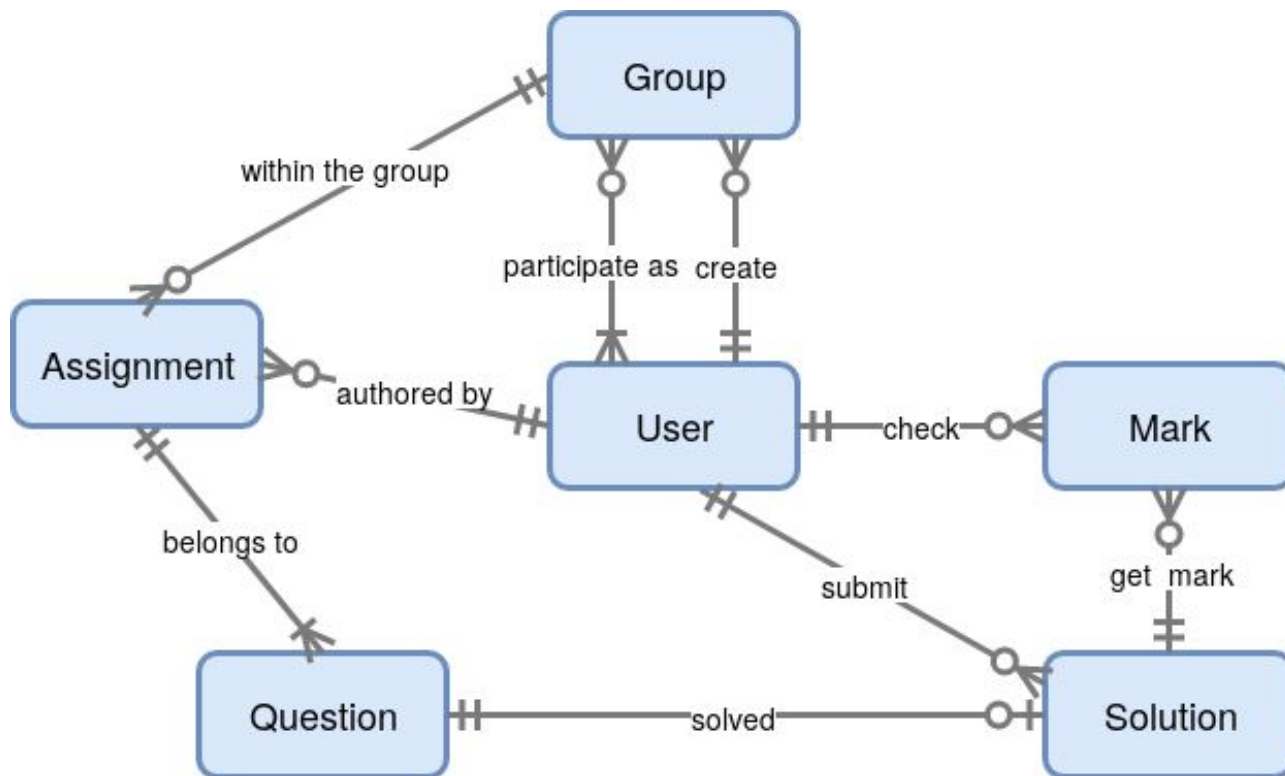 Group
within the group
participate as
create
Assignment
authored by
User
check
Mark
belongs to
submit
get mark
Question
solved
Solution